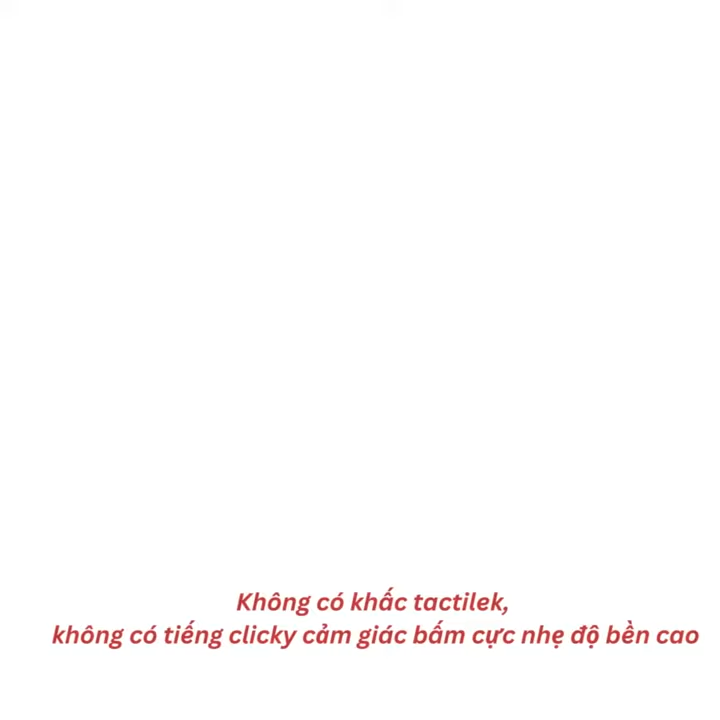 Không có khấc tactilek,
không có tiếng clicky cảm giác bấm cực nhẹ độ bền cao